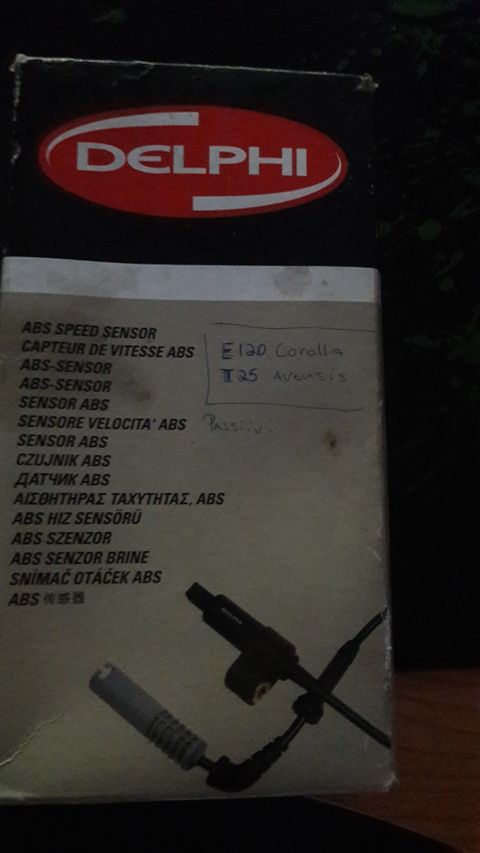 DELPHI
ABS SPEED SENSOR
CAPTEUR DE VITESSE ABS
ABS-SENSOR
ABS-SENSOR
SENSOR ABS
SENSORE VELOCITA' ABS
SENSOR ABS
CZUJNIK ABS
ДАТЧИК ABS
ΑΙΣΘΗΤΗΡΑΣ ΤΑΧΥΤΗΤΑΣ, ABS
ABS HIZ SENSÖRÜ
ABS SZENZOR
ABS SENZOR BRINE
SNÍMAČ OTÁČEK ABS
ABS 传感器
E120 Corolla
T25 Avensis
Passiivi
DELPHI